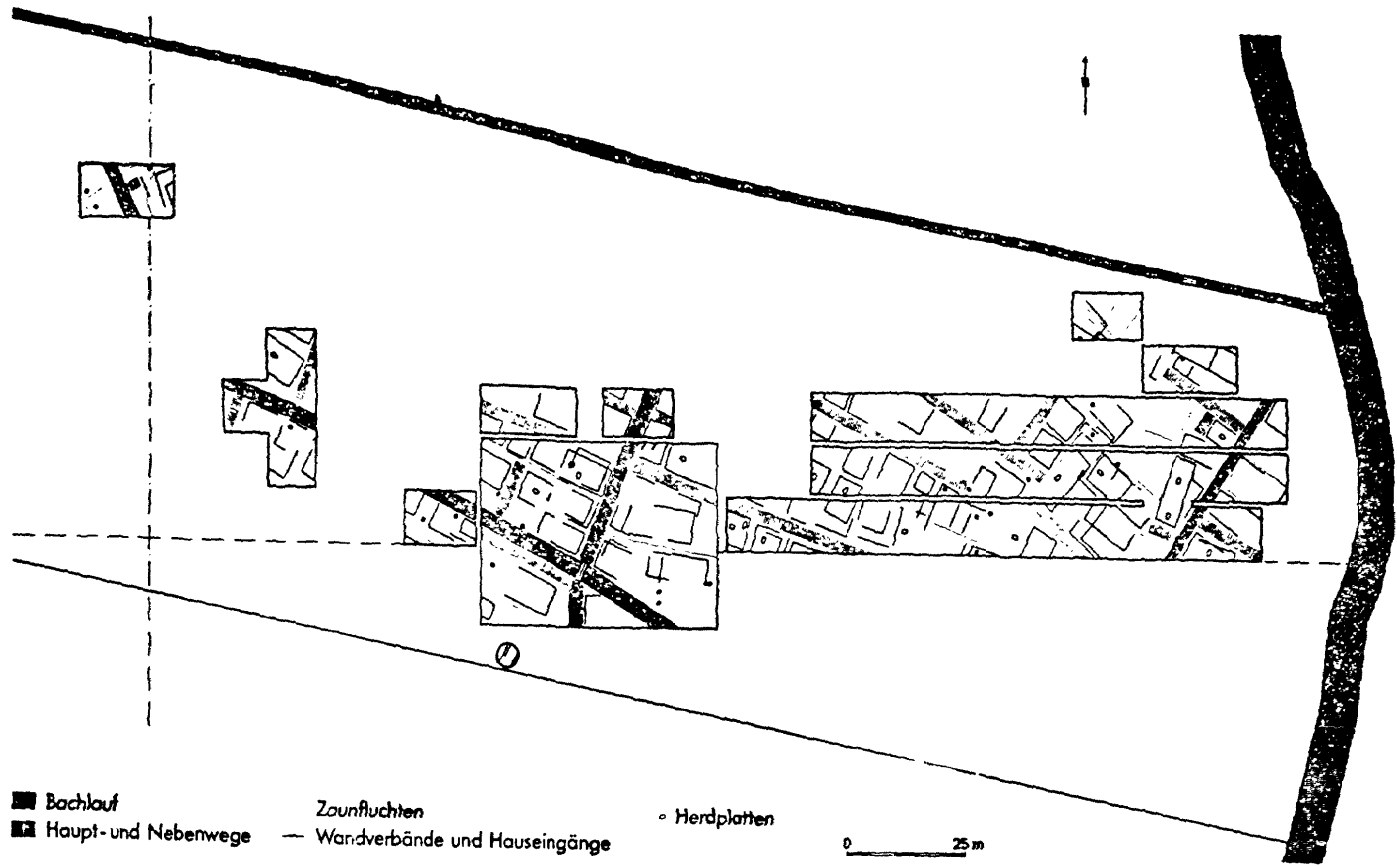 Bachlauf
Haupt- und Nebenwege
Zaunfluchten
Wandverbände und Hauseingänge
Herdplatten
0 25 m